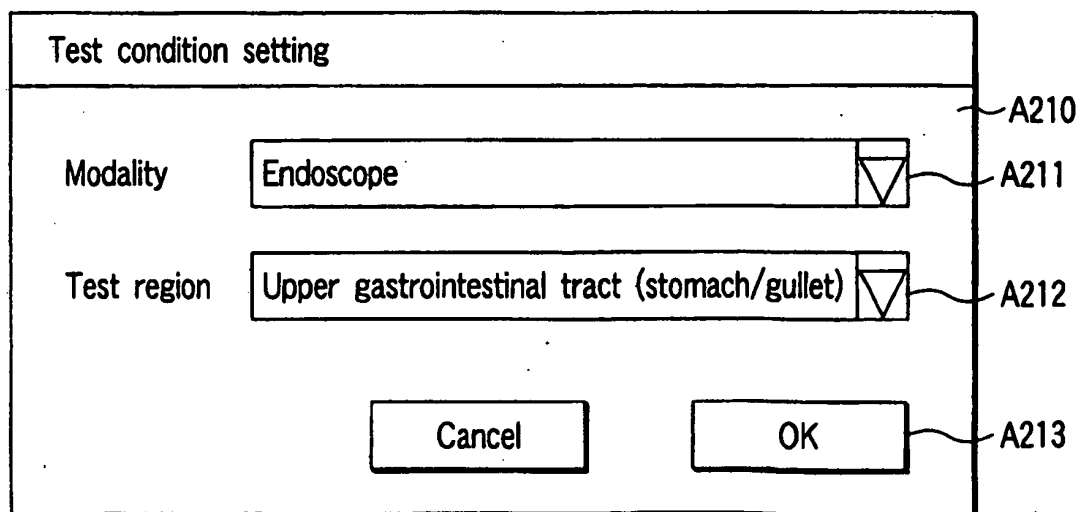 Test condition setting
A210
Modality Endoscope A211
Test region Upper gastrointestinal tract (stomach/gullet) A212
Cancel OK A213